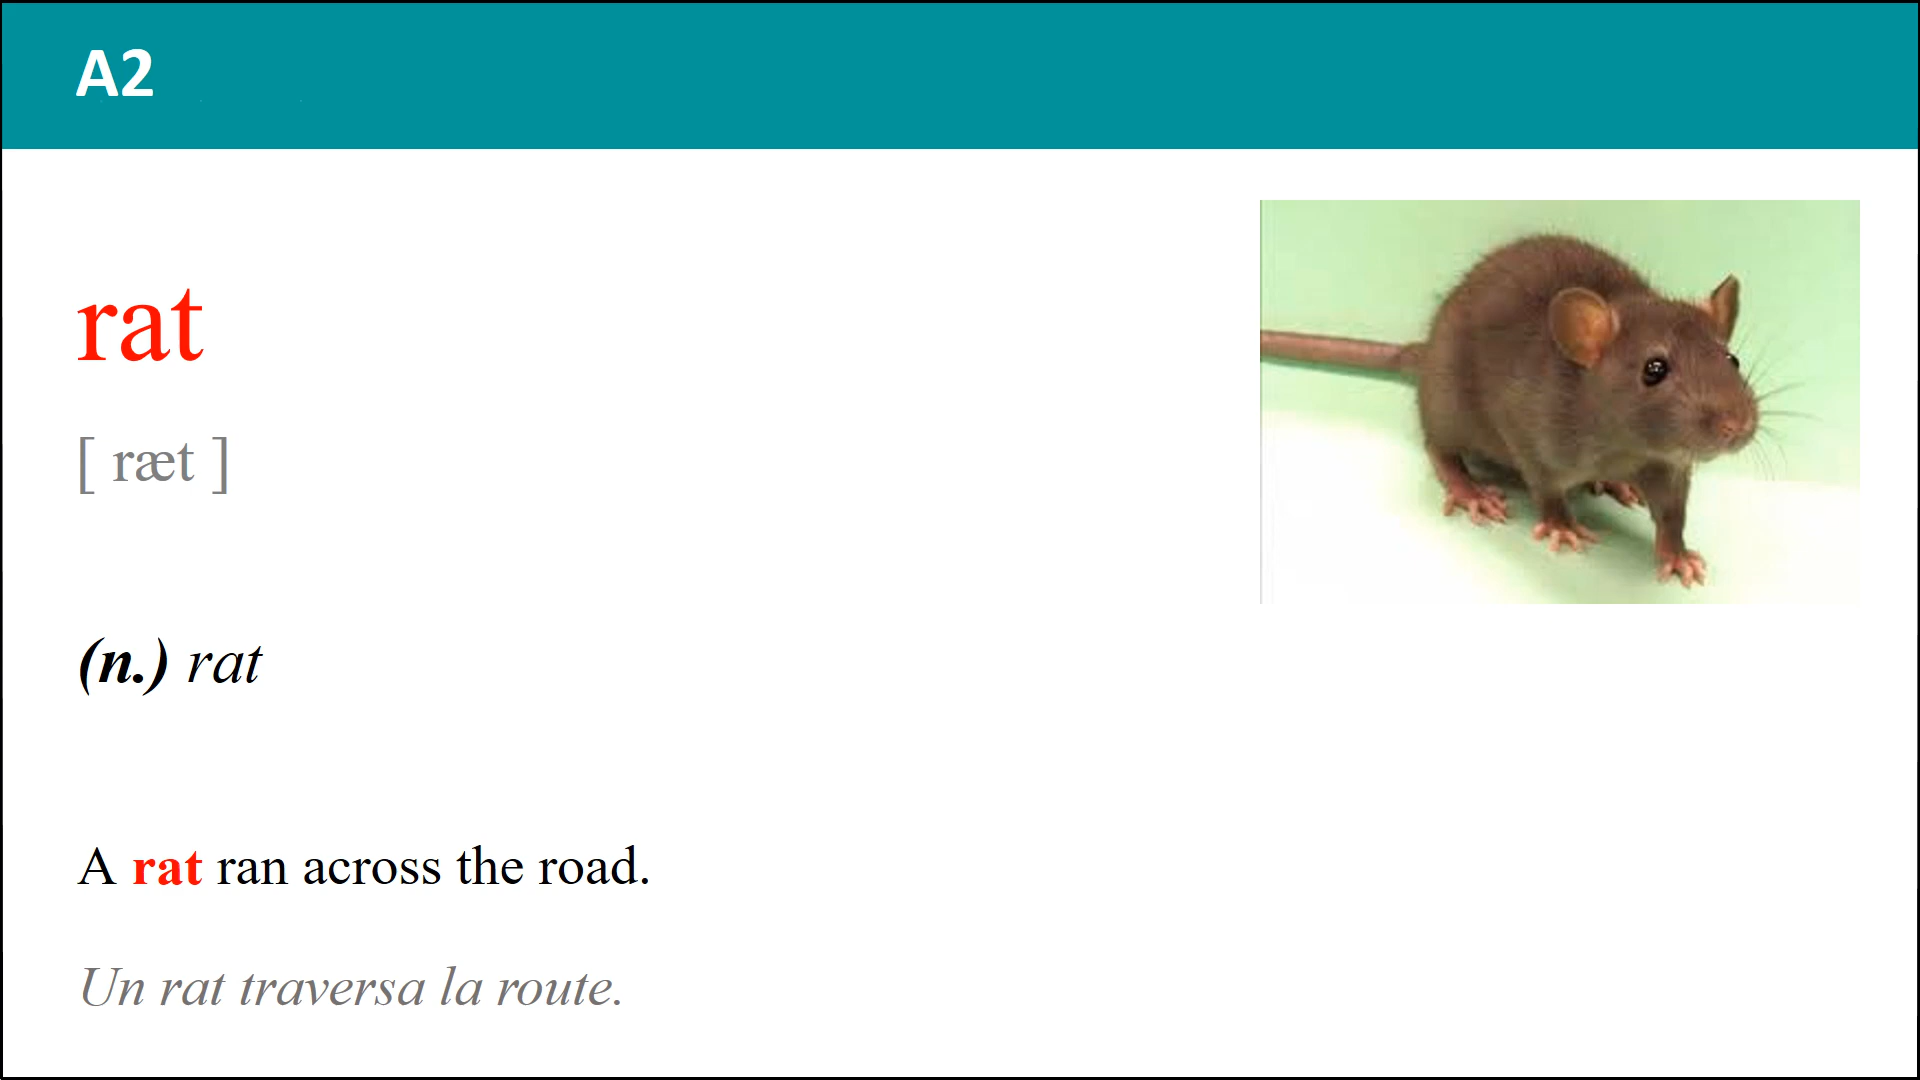 A2
rat
[ ræt ]
(n.) rat
A rat ran across the road.
Un rat traversa la route.